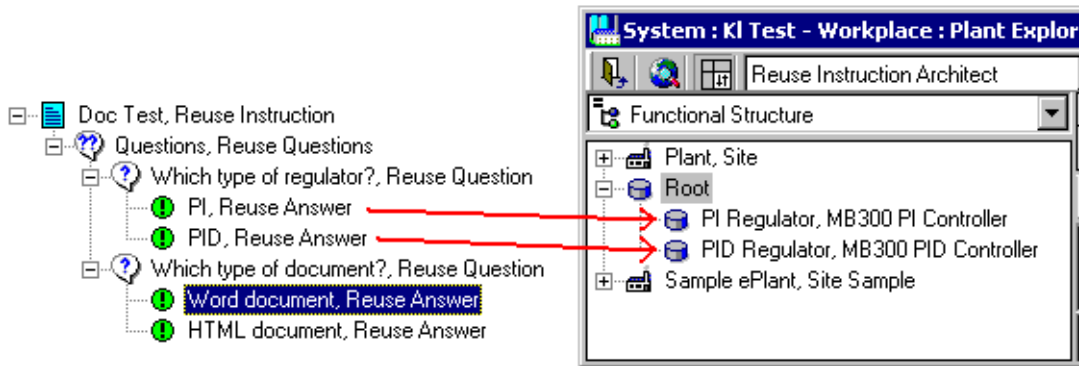 Doc Test, Reuse Instruction
Questions, Reuse Questions
Which type of regulator?, Reuse Question
PI, Reuse Answer
PID, Reuse Answer
Which type of document?, Reuse Question
Word document, Reuse Answer
HTML document, Reuse Answer
System : Kl Test - Workplace : Plant Explor
Reuse Instruction Architect
Functional Structure
Plant, Site
Root
PI Regulator, MB300 PI Controller
PID Regulator, MB300 PID Controller
Sample ePlant, Site Sample